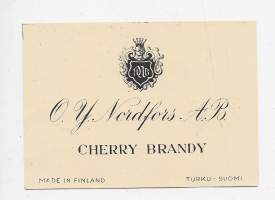 O. Y. Nordfors A.B.
CHERRY BRANDY
MADE IN FINLAND TURKU - SUOMI